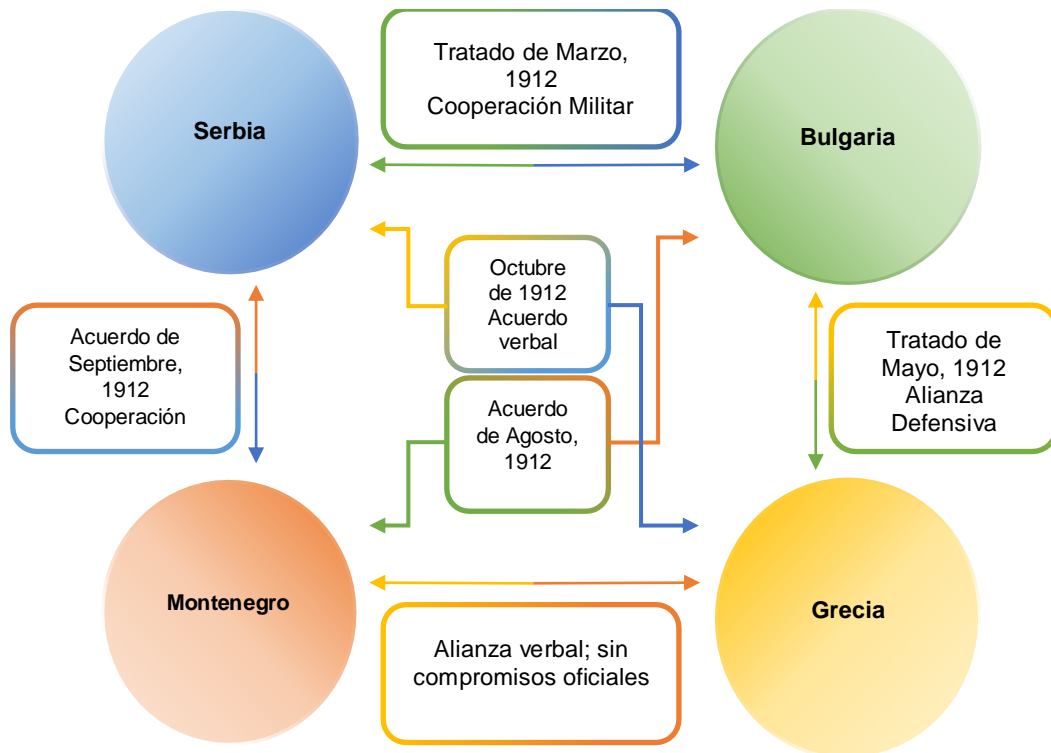 Tratado de Marzo,
1912
Cooperación Militar
Serbia
Bulgaria
Octubre
de 1912
Acuerdo
verbal
Acuerdo de
Septiembre,
1912
Cooperación
Tratado de
Mayo, 1912
Alianza
Defensiva
Acuerdo
de Agosto,
1912
Montenegro
Grecia
Alianza verbal; sin
compromisos oficiales